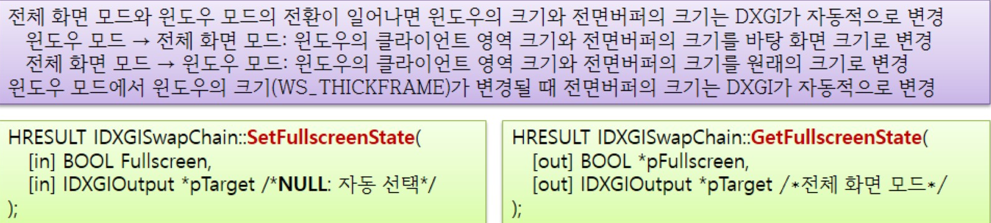 전체 화면 모드와 윈도우 모드의 전환이 일어나면 윈도우의 크기와 전면버퍼의 크기는 DXGI가 자동적으로 변경
윈도우 모드 → 전체 화면 모드: 윈도우의 클라이언트 영역 크기와 전면버퍼의 크기를 바탕 화면 크기로 변경
전체 화면 모드 → 윈도우 모드: 윈도우의 클라이언트 영역 크기와 전면버퍼의 크기를 원래의 크기로 변경
윈도우 모드에서 윈도우의 크기(WS_THICKFRAME)가 변경될 때 전면버퍼의 크기는 DXGI가 자동적으로 변경
HRESULT IDXGISwapChain::SetFullscreenState(
[in] BOOL Fullscreen,
[in] IDXGIOutput *pTarget /*NULL: 자동 선택*/
);
HRESULT IDXGISwapChain::GetFullscreenState(
[out] BOOL *pFullscreen,
[out] IDXGIOutput *pTarget /*전체 화면 모드*/
);